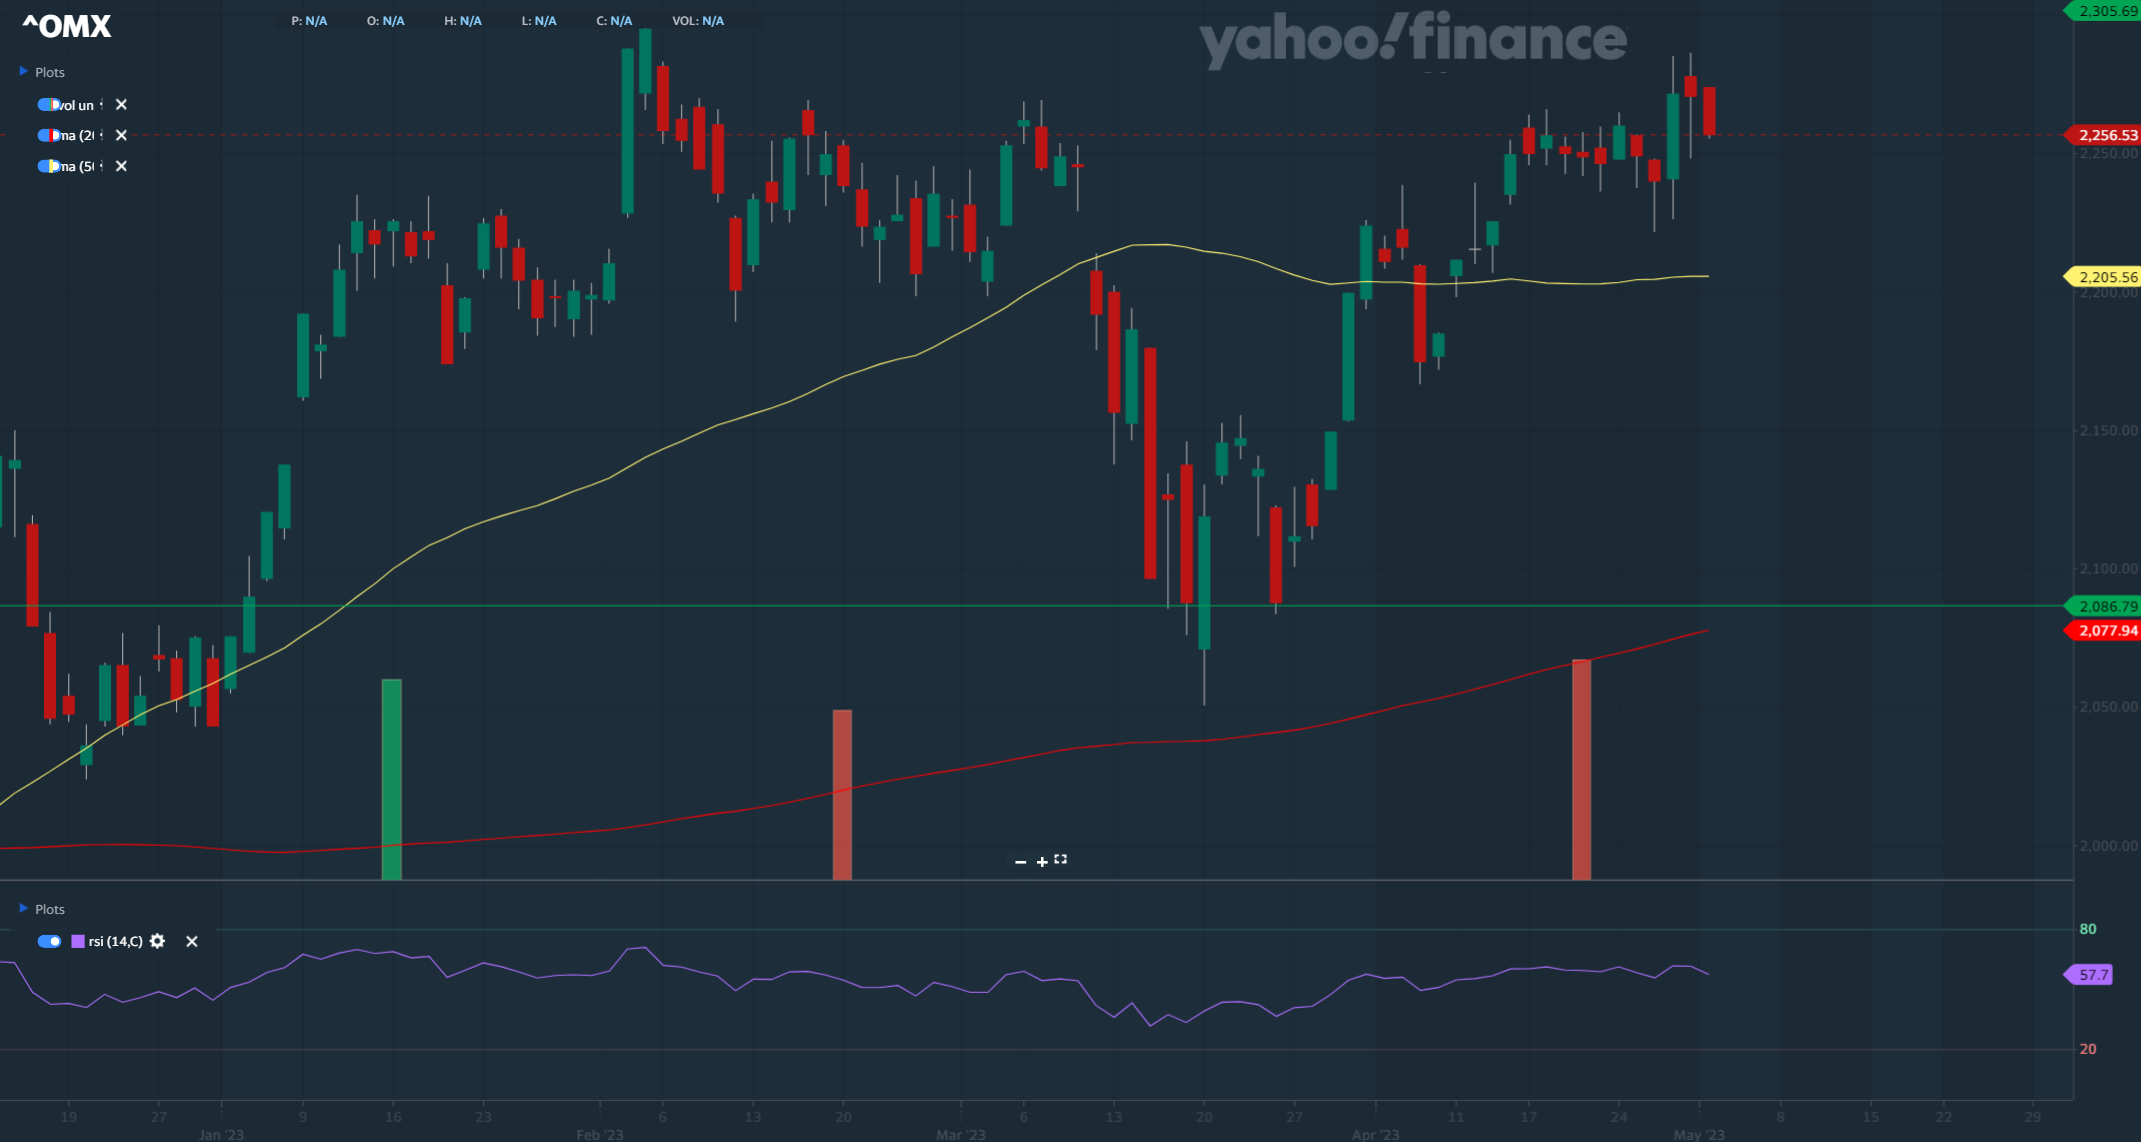 ^OMX
P: N/A O: N/A H: N/A L: N/A C: N/A VOL: N/A
yahoo!finance
2,305.69
Plots
vol un
ma (2
ma (5
2,256.53
2,250.00
2,205.56
2,200.00
2,150.00
2,100.00
2,086.79
2,077.94
2,050.00
2,000.00
Plots
rsi (14,C)
80
57.7
20
19 27 9 16 23 6 13 20 6 13 20 27 11 17 24 8 15 22 29
Jan '23 Feb '23 Mar '23 Apr '23 May '23